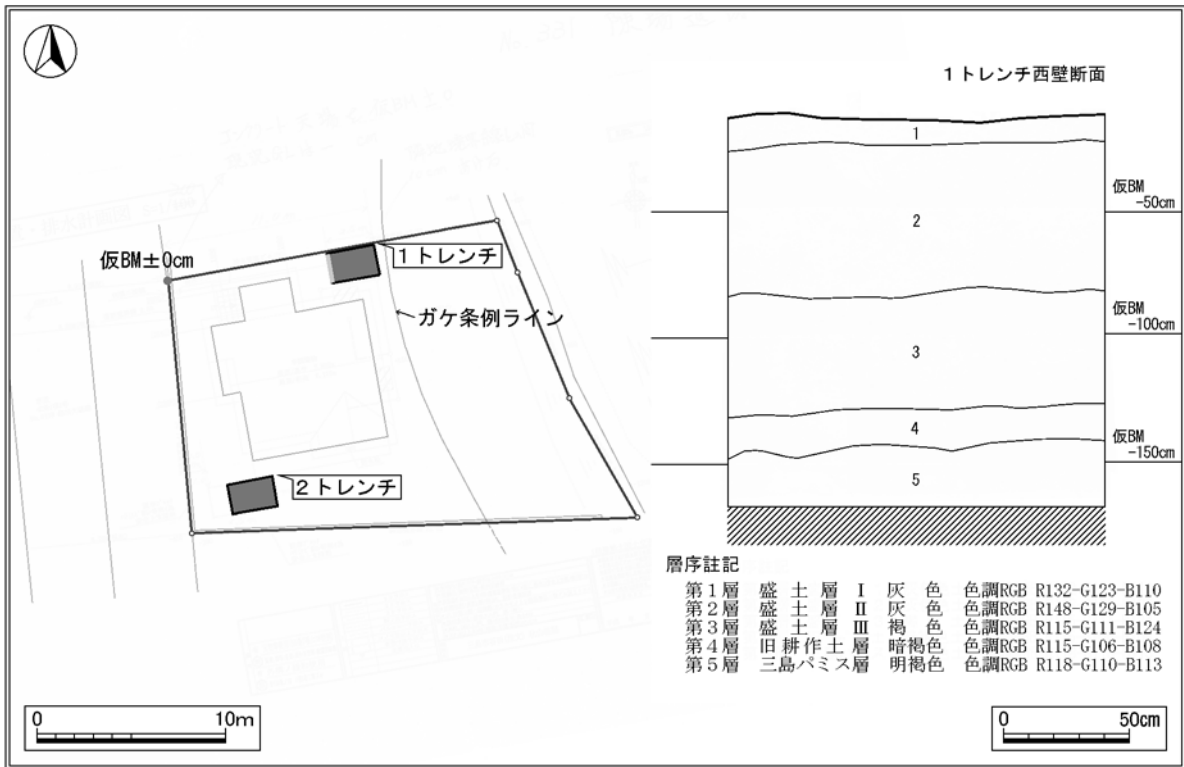 1トレンチ西壁断面
1
2
3
4
5
仮BM
-50cm
仮BM
-100cm
仮BM
-150cm
仮BM±0cm
1トレンチ
ガケ条例ライン
2トレンチ
層序註記
第1層 盛土層Ⅰ 灰色 色調RGB R132-G123-B110
第2層 盛土層Ⅱ 灰色 色調RGB R148-G129-B105
第3層 盛土層Ⅲ 褐色 色調RGB R115-G111-B124
第4層 旧耕作土層 暗褐色 色調RGB R115-G106-B108
第5層 三島パミス層 明褐色 色調RGB R118-G110-B113
0 10m
0 50cm